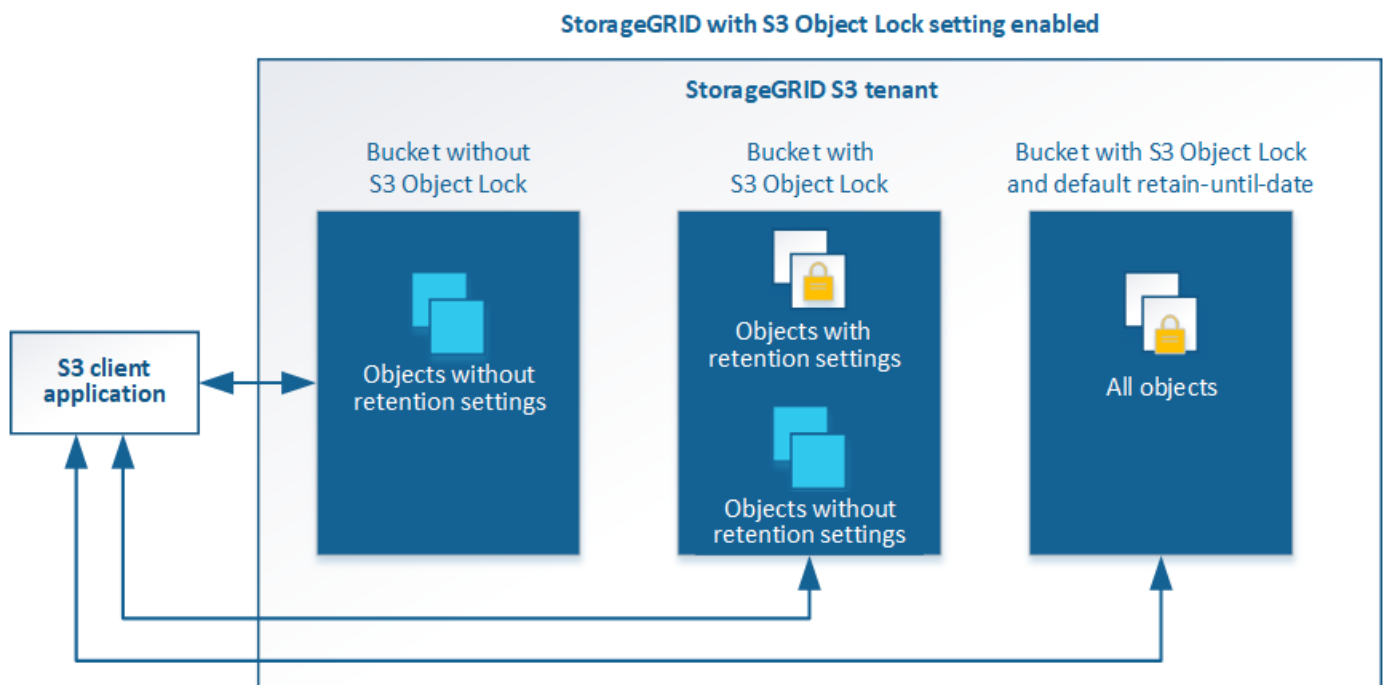 StorageGRID with S3 Object Lock setting enabled
StorageGRID S3 tenant
Bucket without
S3 Object Lock
Objects without
retention settings
Bucket with
S3 Object Lock
Objects with
retention settings
Objects without
retention settings
Bucket with S3 Object Lock
and default retain-until-date
All objects
S3 client
application